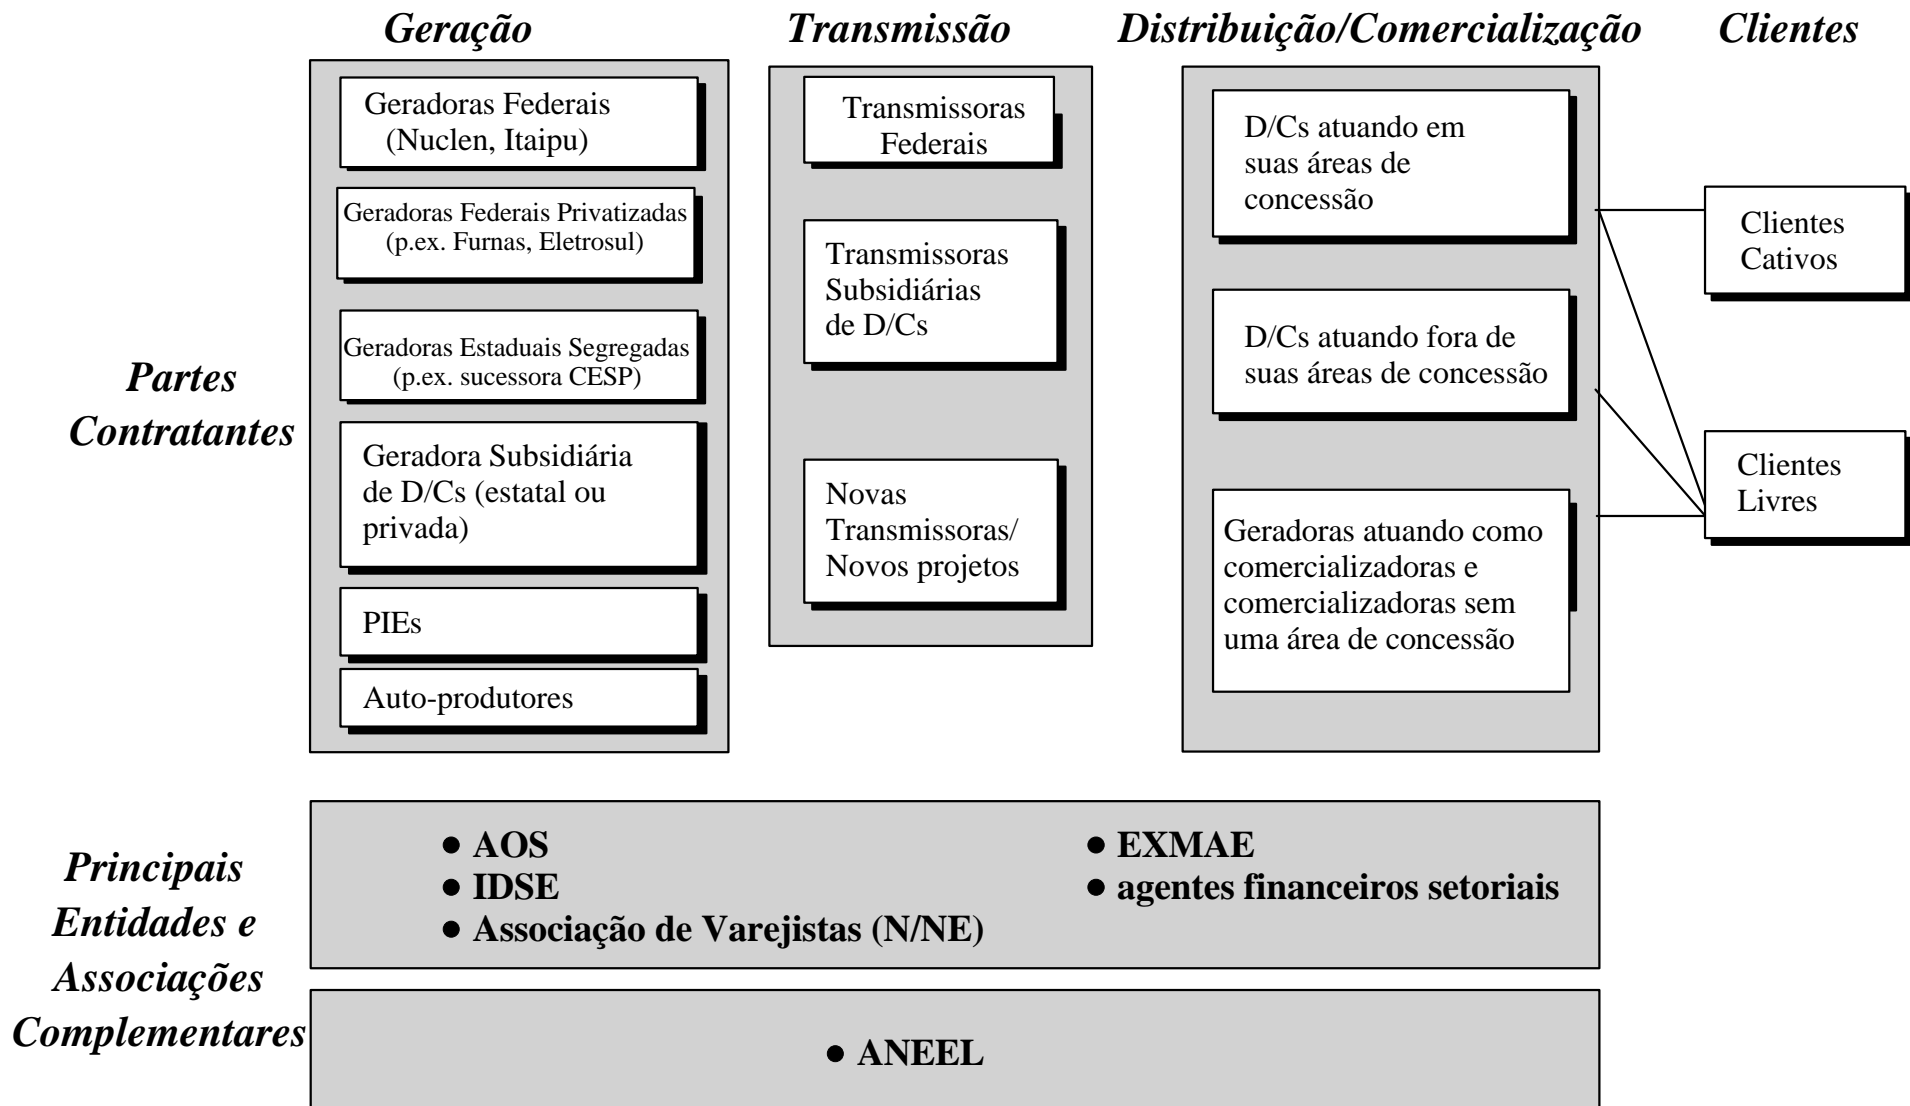 Geração
Transmissão
Distribuição/Comercialização
Clientes
Partes
Contratantes
Geradoras Federais
(Nuclen, Itaipu)
Geradoras Federais Privatizadas
(p.ex. Furnas, Eletrosul)
Geradoras Estaduais Segregadas
(p.ex. sucessora CESP)
Geradora Subsidiária
de D/Cs (estatal ou
privada)
PIEs
Auto-produtores
Transmissoras
Federais
Transmissoras
Subsidiárias
de D/Cs
Novas
Transmissoras/
Novos projetos
D/Cs atuando em
suas áreas de
concessão
D/Cs atuando fora de
suas áreas de concessão
Geradoras atuando como
comercializadoras e
comercializadoras sem
uma área de concessão
Clientes
Cativos
Clientes
Livres
Principais
Entidades e
Associações
Complementares
● AOS
● IDSE
● Associação de Varejistas (N/NE)
● EXMAE
● agentes financeiros setoriais
● ANEEL